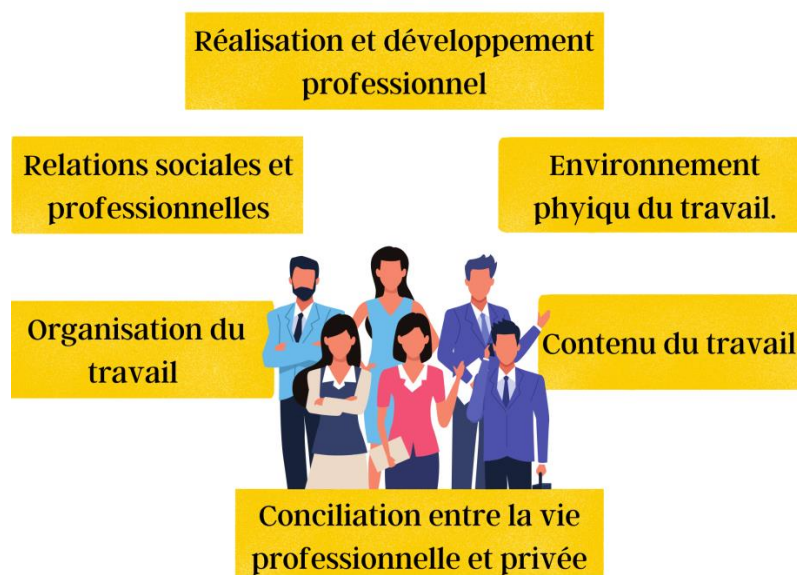 Réalisation et développement
professionnel
Relations sociales et
professionnelles
Environnement
phyiqu du travail.
Organisation du
travail
Contenu du travail
Conciliation entre la vie
professionnelle et privée